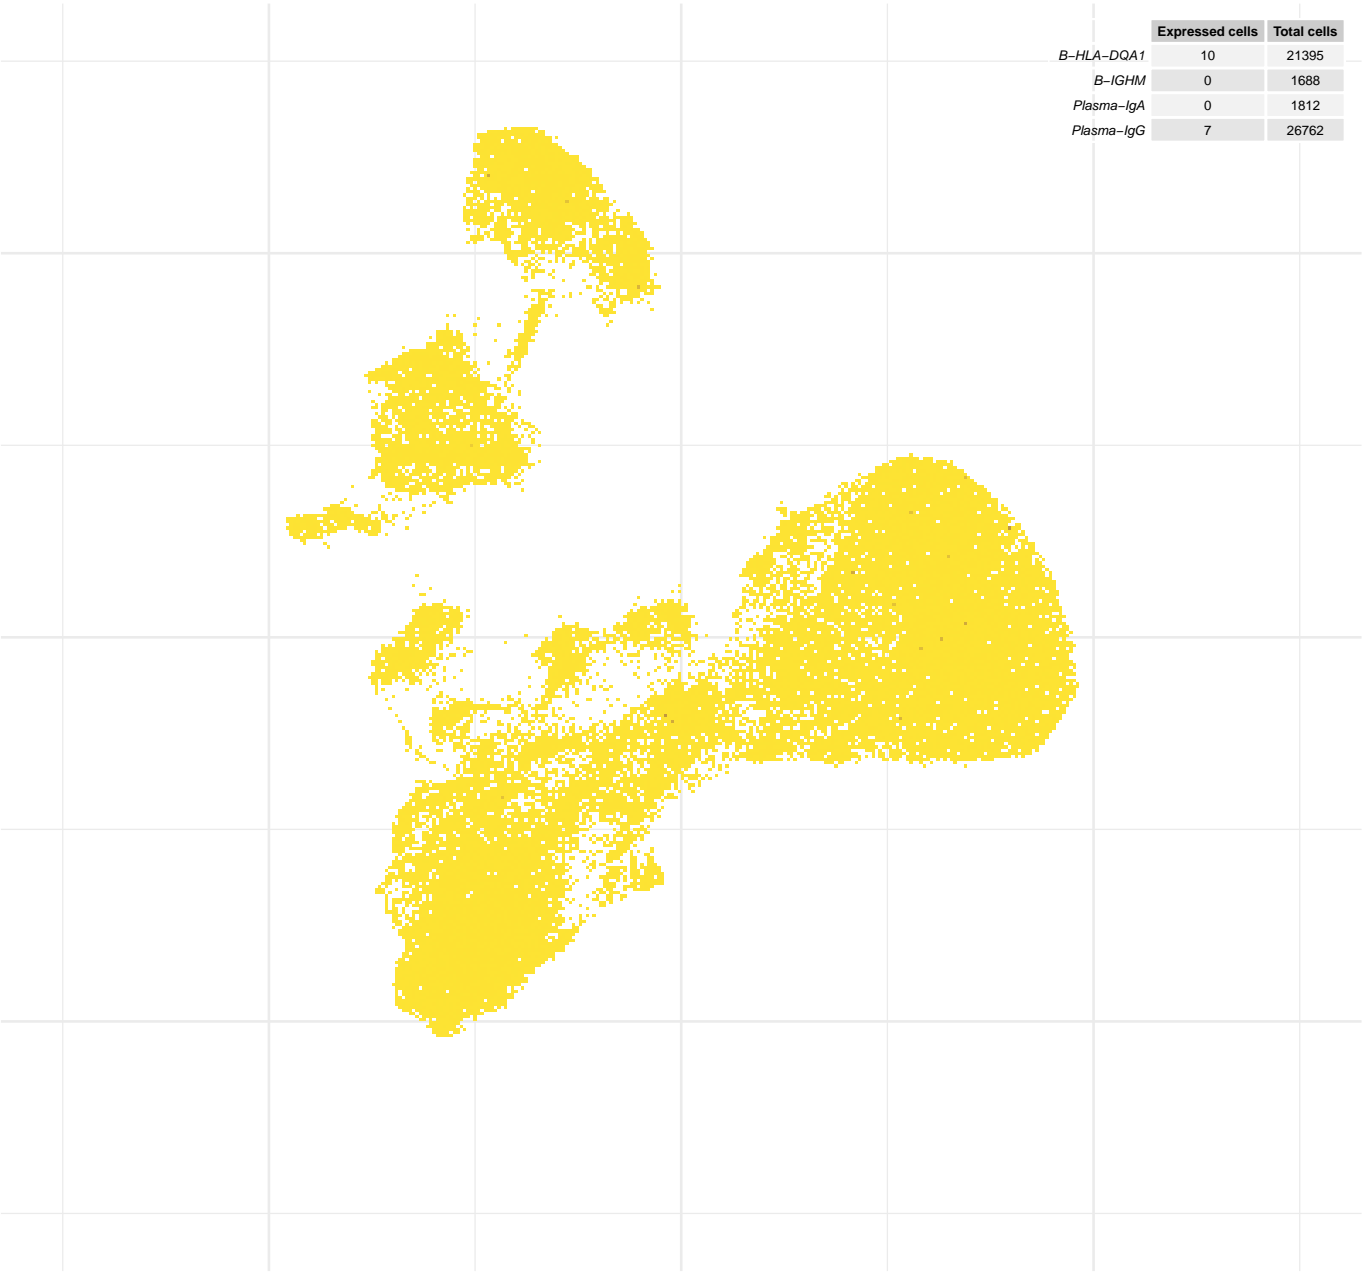 Expressed cells Total cells
B−HLA−DQA1 10 21395
B−IGHM 0 1688
Plasma−IgA 0 1812
Plasma−IgG 7 26762